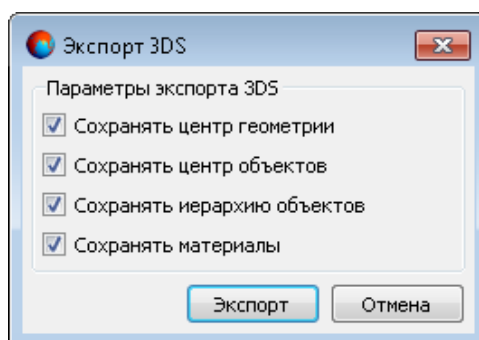 Экспорт 3DS
Параметры экспорта 3DS
Сохранять центр геометрии
Сохранять центр объектов
Сохранять иерархию объектов
Сохранять материалы
Экспорт Отмена